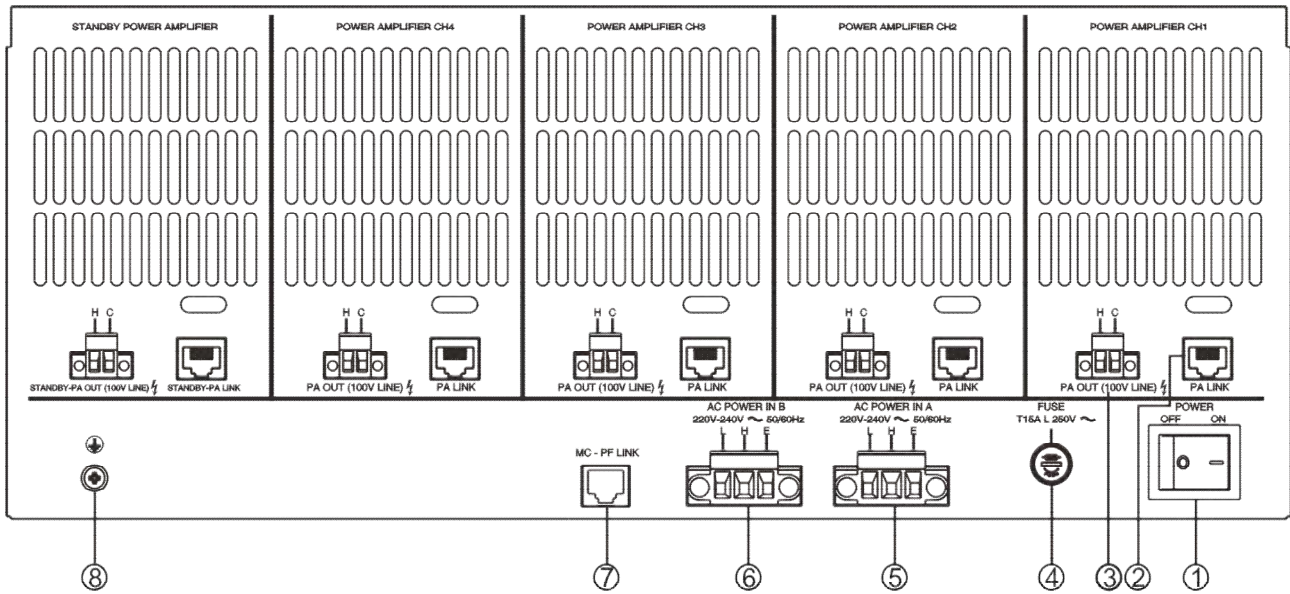 STANDBY POWER AMPLIFIER
POWER AMPLIFIER CH4
POWER AMPLIFIER CH3
POWER AMPLIFIER CH2
POWER AMPLIFIER CH1
H C
H C
H C
H C
H C
STANDBY-PA OUT (100V LINE)
STANDBY-PA LINK
PA OUT (100V LINE)
PA LINK
PA OUT (100V LINE)
PA LINK
PA OUT (100V LINE)
PA LINK
PA OUT (100V LINE)
PA LINK
MC - PF LINK
AC POWER IN B
220V-240V ~ 50/60Hz
L H E
AC POWER IN A
220V-240V ~ 50/60Hz
L H E
FUSE
T15A L 250V ~
POWER
OFF ON
⑧ ⑦ ⑥ ⑤ ④ ③ ② ①